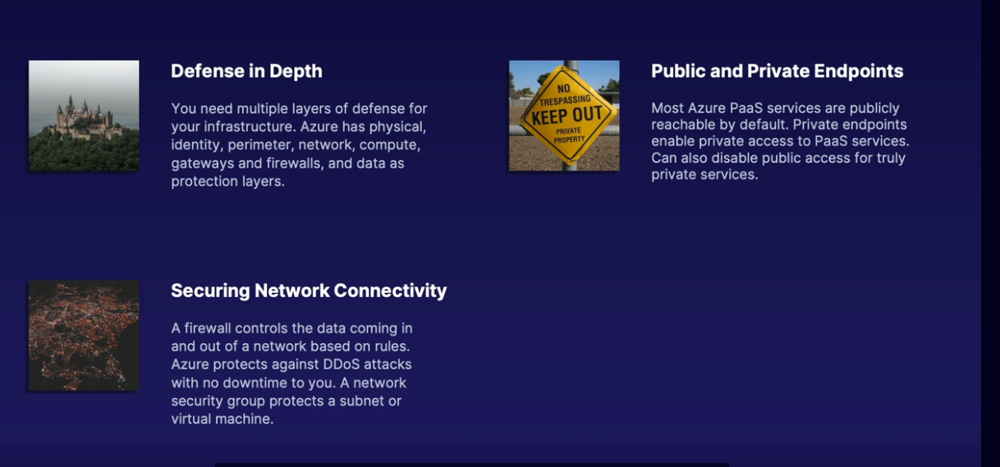 Defense in Depth
You need multiple layers of defense for
your infrastructure. Azure has physical,
identity, perimeter, network, compute,
gateways and firewalls, and data as
protection layers.
NO
TRESPASSING
KEEP OUT
PRIVATE
PROPERTY
Public and Private Endpoints
Most Azure PaaS services are publicly
reachable by default. Private endpoints
enable private access to PaaS services.
Can also disable public access for truly
private services.
Securing Network Connectivity
A firewall controls the data coming in
and out of a network based on rules.
Azure protects against DDoS attacks
with no downtime to you. A network
security group protects a subnet or
virtual machine.